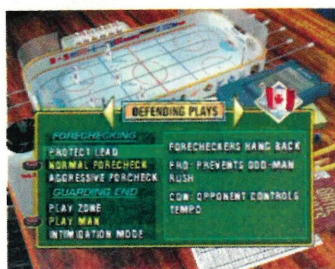 DEFENDING PLAYS
FORECHECKING
PROTECT LEAD
NORMAL FORECHECK
AGGRESSIVE FORCHECK
GUARDING END
PLAY ZONE
PLAY MAN
INTIMIDATION MODE
FORECHECKERS HANG BACK
PRO: PREVENTS ODD-MAN
RUSH
CON: OPPONENT CONTROLS
TEMPO